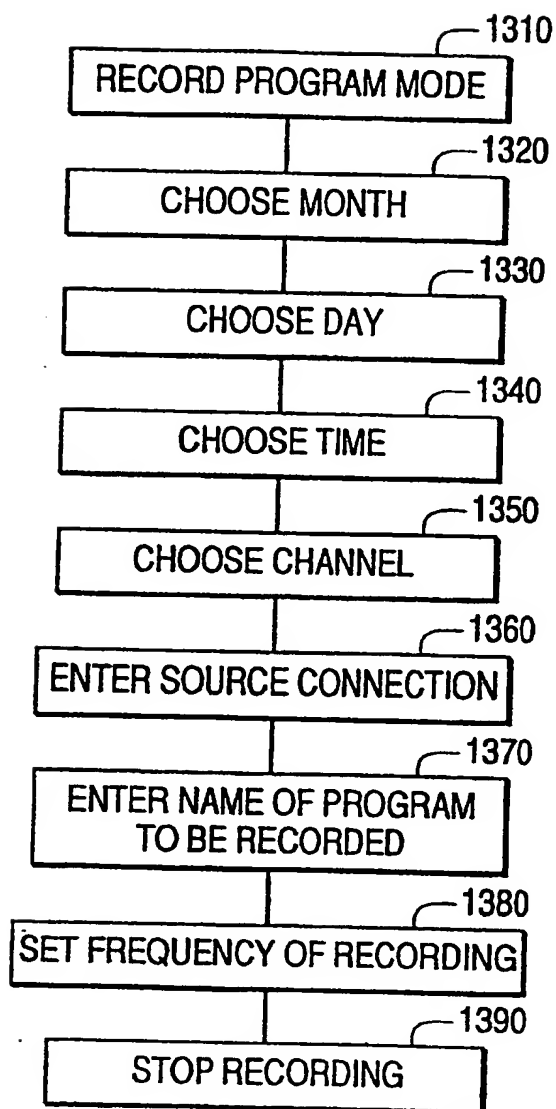 1310
RECORD PROGRAM MODE
1320
CHOOSE MONTH
1330
CHOOSE DAY
1340
CHOOSE TIME
1350
CHOOSE CHANNEL
1360
ENTER SOURCE CONNECTION
1370
ENTER NAME OF PROGRAM
TO BE RECORDED
1380
SET FREQUENCY OF RECORDING
1390
STOP RECORDING